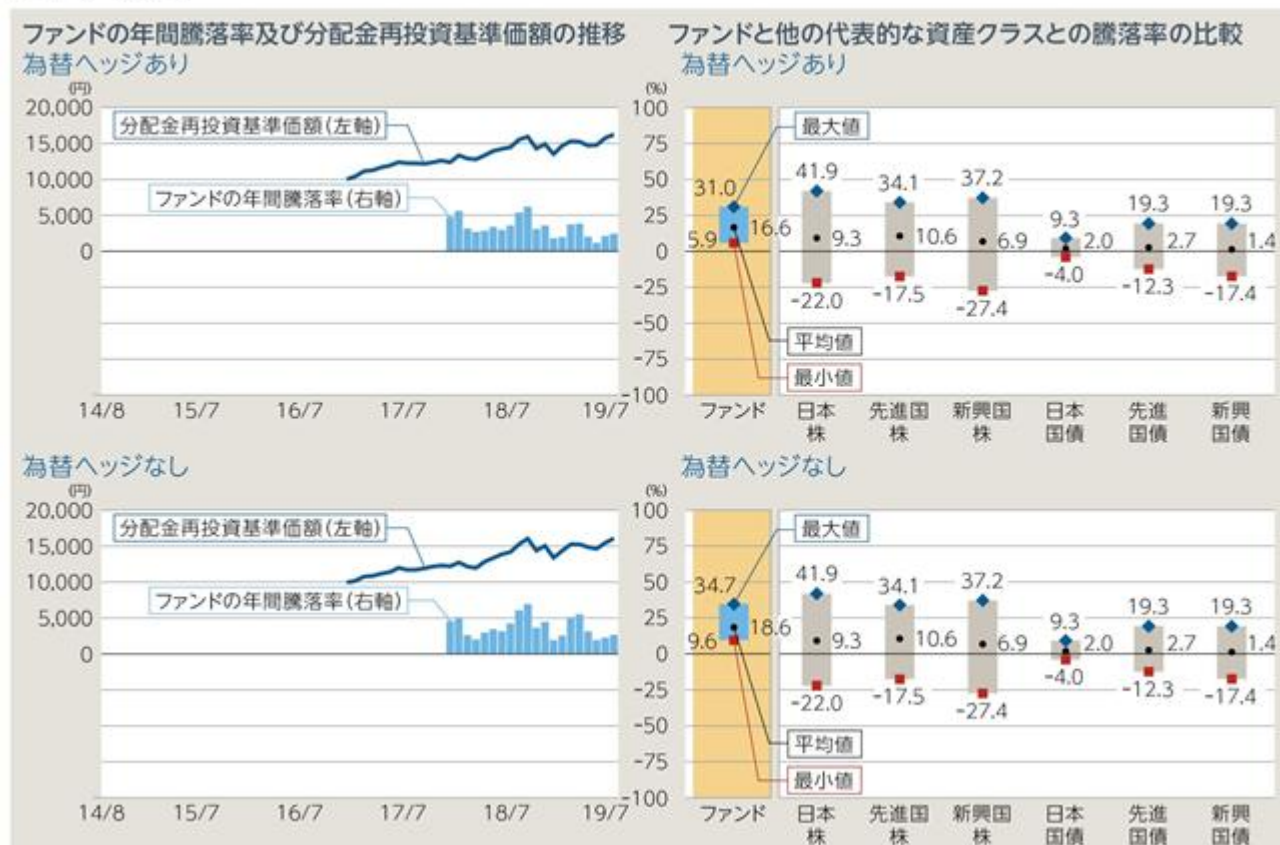 ファンドの年間騰落率及び分配金再投資基準価額の推移
為替ヘッジあり
(円)
20,000
15,000
10,000
5,000
0
分配金再投資基準価額(左軸)
ファンドの年間騰落率(右軸)
(%)
100
75
50
25
0
-25
-50
-75
-100
14/8 15/7 16/7 17/7 18/7 19/7
ファンドと他の代表的な資産クラスとの騰落率の比較
為替ヘッジあり
最大値
31.0 41.9 34.1 37.2 9.3 19.3 19.3
5.9 16.6 9.3 10.6 6.9 2.0 2.7 1.4
-22.0 -17.5 -27.4 -4.0 -12.3 -17.4
平均値
最小値
ファンド 日本 先進国 新興国 日本 先進 新興
株 株 株 国債 国債 国債
為替ヘッジなし
(円)
20,000
15,000
10,000
5,000
0
分配金再投資基準価額(左軸)
ファンドの年間騰落率(右軸)
(%)
100
75
50
25
0
-25
-50
-75
-100
14/8 15/7 16/7 17/7 18/7 19/7
為替ヘッジなし
最大値
34.7 41.9 34.1 37.2 9.3 19.3 19.3
9.6 18.6 9.3 10.6 6.9 2.0 2.7 1.4
-22.0 -17.5 -27.4 -4.0 -12.3 -17.4
平均値
最小値
ファンド 日本 先進国 新興国 日本 先進 新興
株 株 株 国債 国債 国債